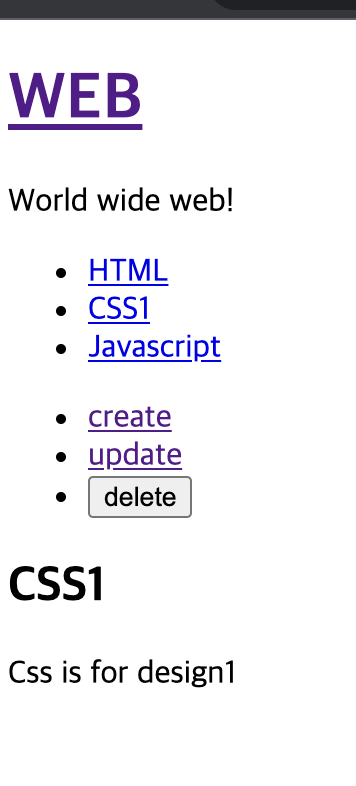 WEB
World wide web!
HTML
CSS1
Javascript
create
update
delete
CSS1
Css is for design1